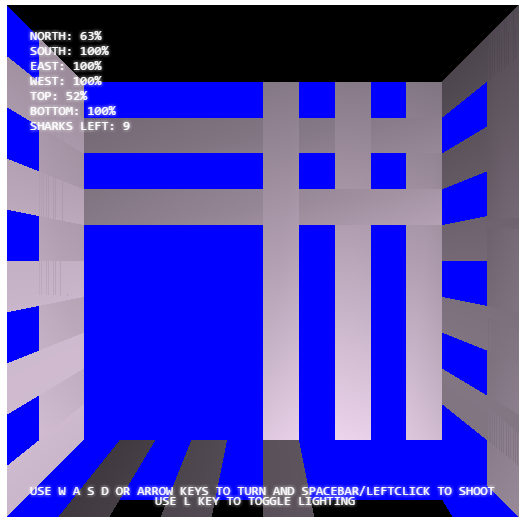 NORTH: 63%
SOUTH: 100%
EAST: 100%
WEST: 100%
TOP: 52%
BOTTOM: 100%
SHARKS LEFT: 9
USE W A S D OR ARROW KEYS TO TURN AND SPACEBAR/LEFTCLICK TO SHOOT
USE L KEY TO TOGGLE LIGHTING